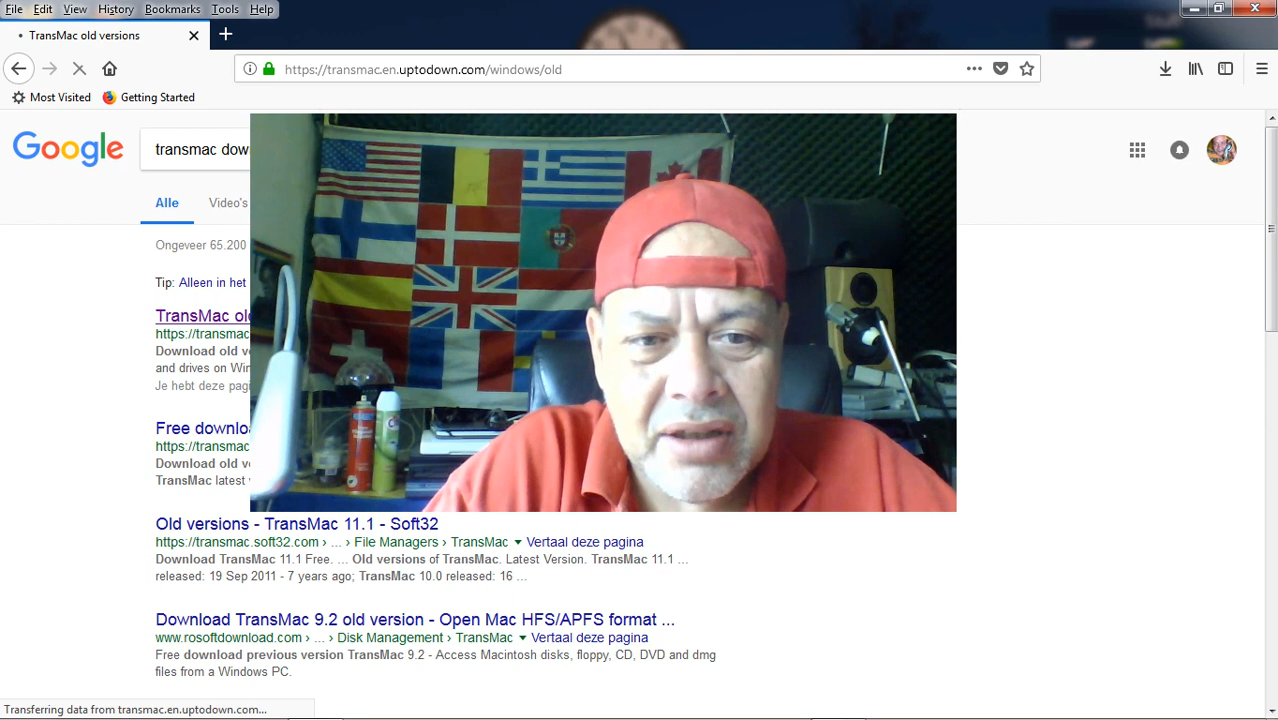 File Edit View History Bookmarks Tools Help
TransMac old versions
https://transmac.en.uptodown.com/windows/old
Most Visited Getting Started
Google
transmac dow
Alle Video's
Ongeveer 65.200
Tip: Alleen in het
TransMac ol
https://transmac
Download old v
and drives on Win
Je hebt deze pagi
Free downlo
https://transmac
Download old v
TransMac latest v
Old versions - TransMac 11.1 - Soft32
https://transmac.soft32.com › ... › File Managers › TransMac ▾ Vertaal deze pagina
Download TransMac 11.1 Free. ... Old versions of TransMac. Latest Version. TransMac 11.1 ...
released: 19 Sep 2011 - 7 years ago; TransMac 10.0 released: 16 ...
Download TransMac 9.2 old version - Open Mac HFS/APFS format ...
www.rosoftdownload.com › ... › Disk Management › TransMac ▾ Vertaal deze pagina
Free download previous version TransMac 9.2 - Access Macintosh disks, floppy, CD, DVD and dmg
files from a Windows PC.
Transferring data from transmac.en.uptodown.com...